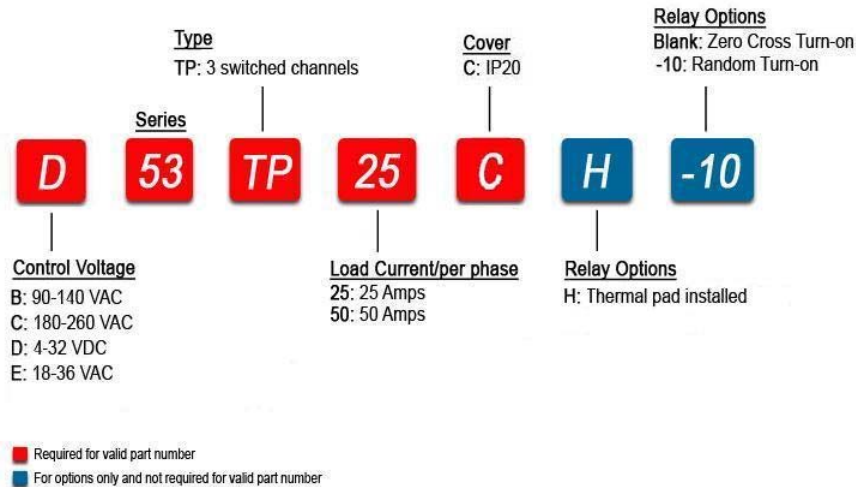 Relay Options
Blank: Zero Cross Turn-on
-10: Random Turn-on
Type
TP: 3 switched channels
Cover
C: IP20
Series
D 53 TP 25 C H -10
Control Voltage
B: 90-140 VAC
C: 180-260 VAC
D: 4-32 VDC
E: 18-36 VAC
Load Current/per phase
25: 25 Amps
50: 50 Amps
Relay Options
H: Thermal pad installed
Required for valid part number
For options only and not required for valid part number